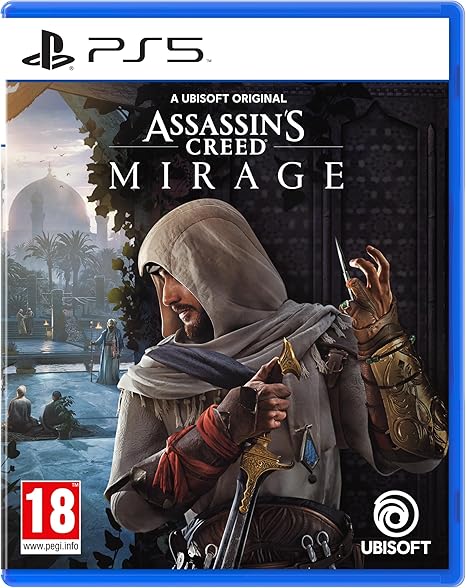 PS5
A UBISOFT ORIGINAL
ASSASSIN'S
CREED
MIRAGE
18
www.pegi.info
UBISOFT